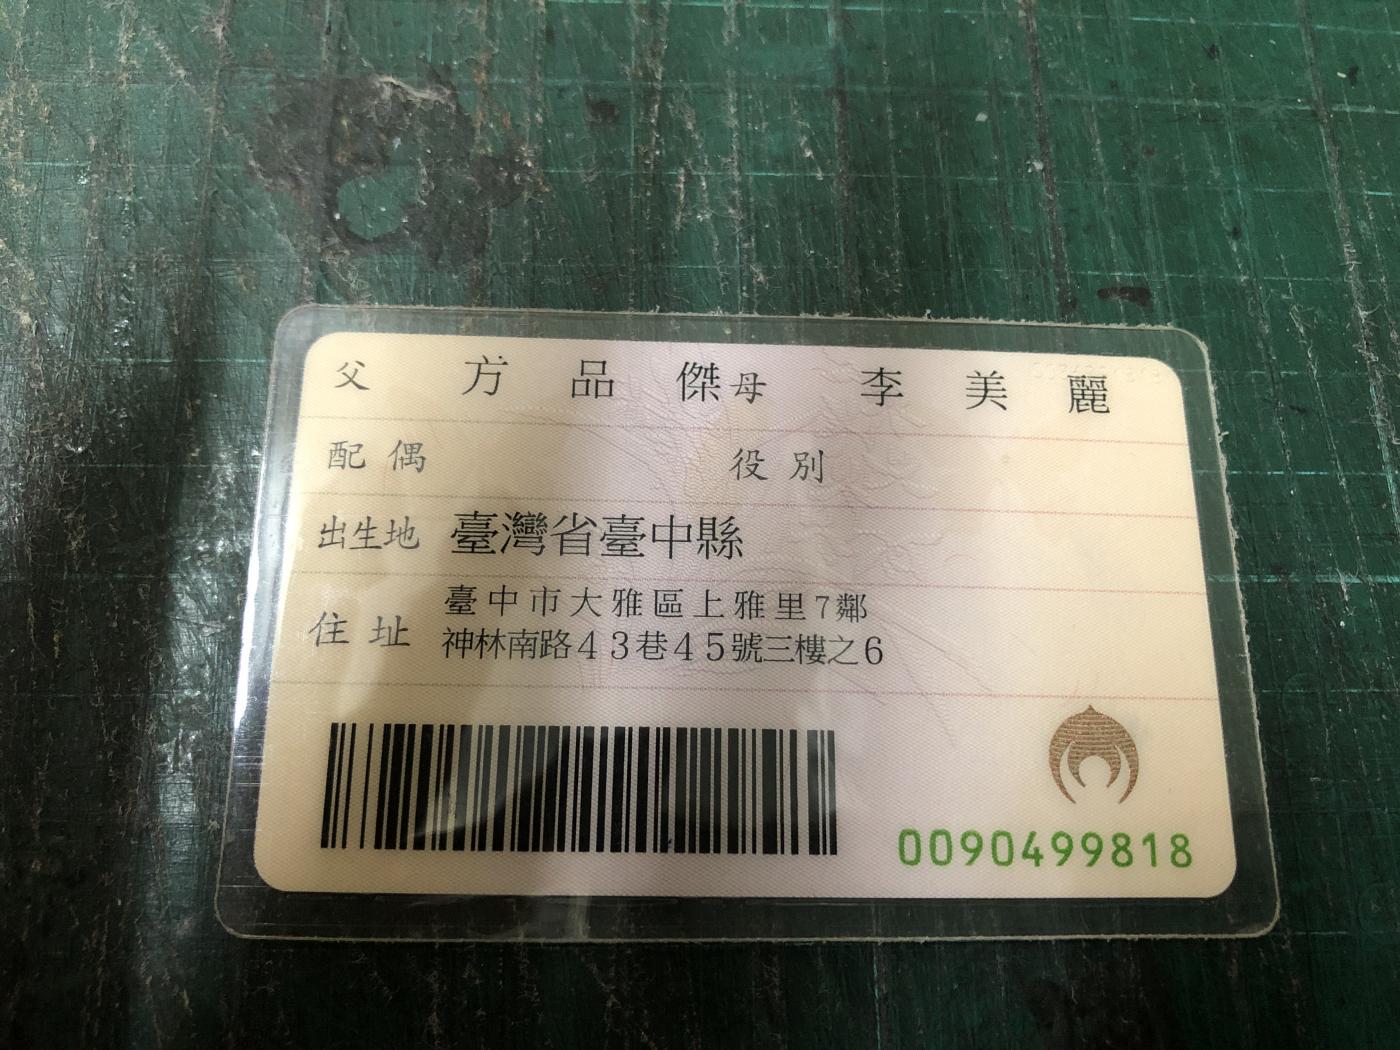 父 方品傑 母 李美麗
配偶 役別
出生地 臺灣省臺中縣
住址 臺中市大雅區上雅里7鄰
神林南路43巷45號三樓之6
0090499818